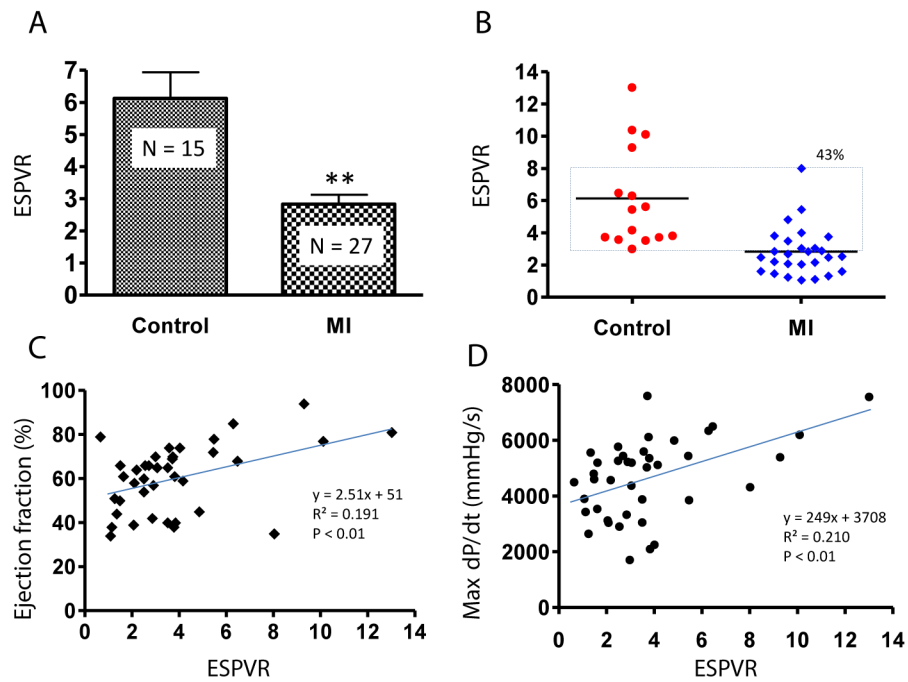 A
ESPVR
7
6
5
4
3
2
1
0
N = 15
**
N = 27
Control
MI
B
ESPVR
14
12
10
8
6
4
2
0
43%
Control
MI
C
Ejection fraction (%)
100
80
60
40
20
0
y = 2.51x + 51
R² = 0.191
P < 0.01
0
2
4
6
8
10
12
14
ESPVR
D
Max dP/dt (mmHg/s)
8000
6000
4000
2000
0
y = 249x + 3708
R² = 0.210
P < 0.01
0
2
4
6
8
10
12
14
ESPVR